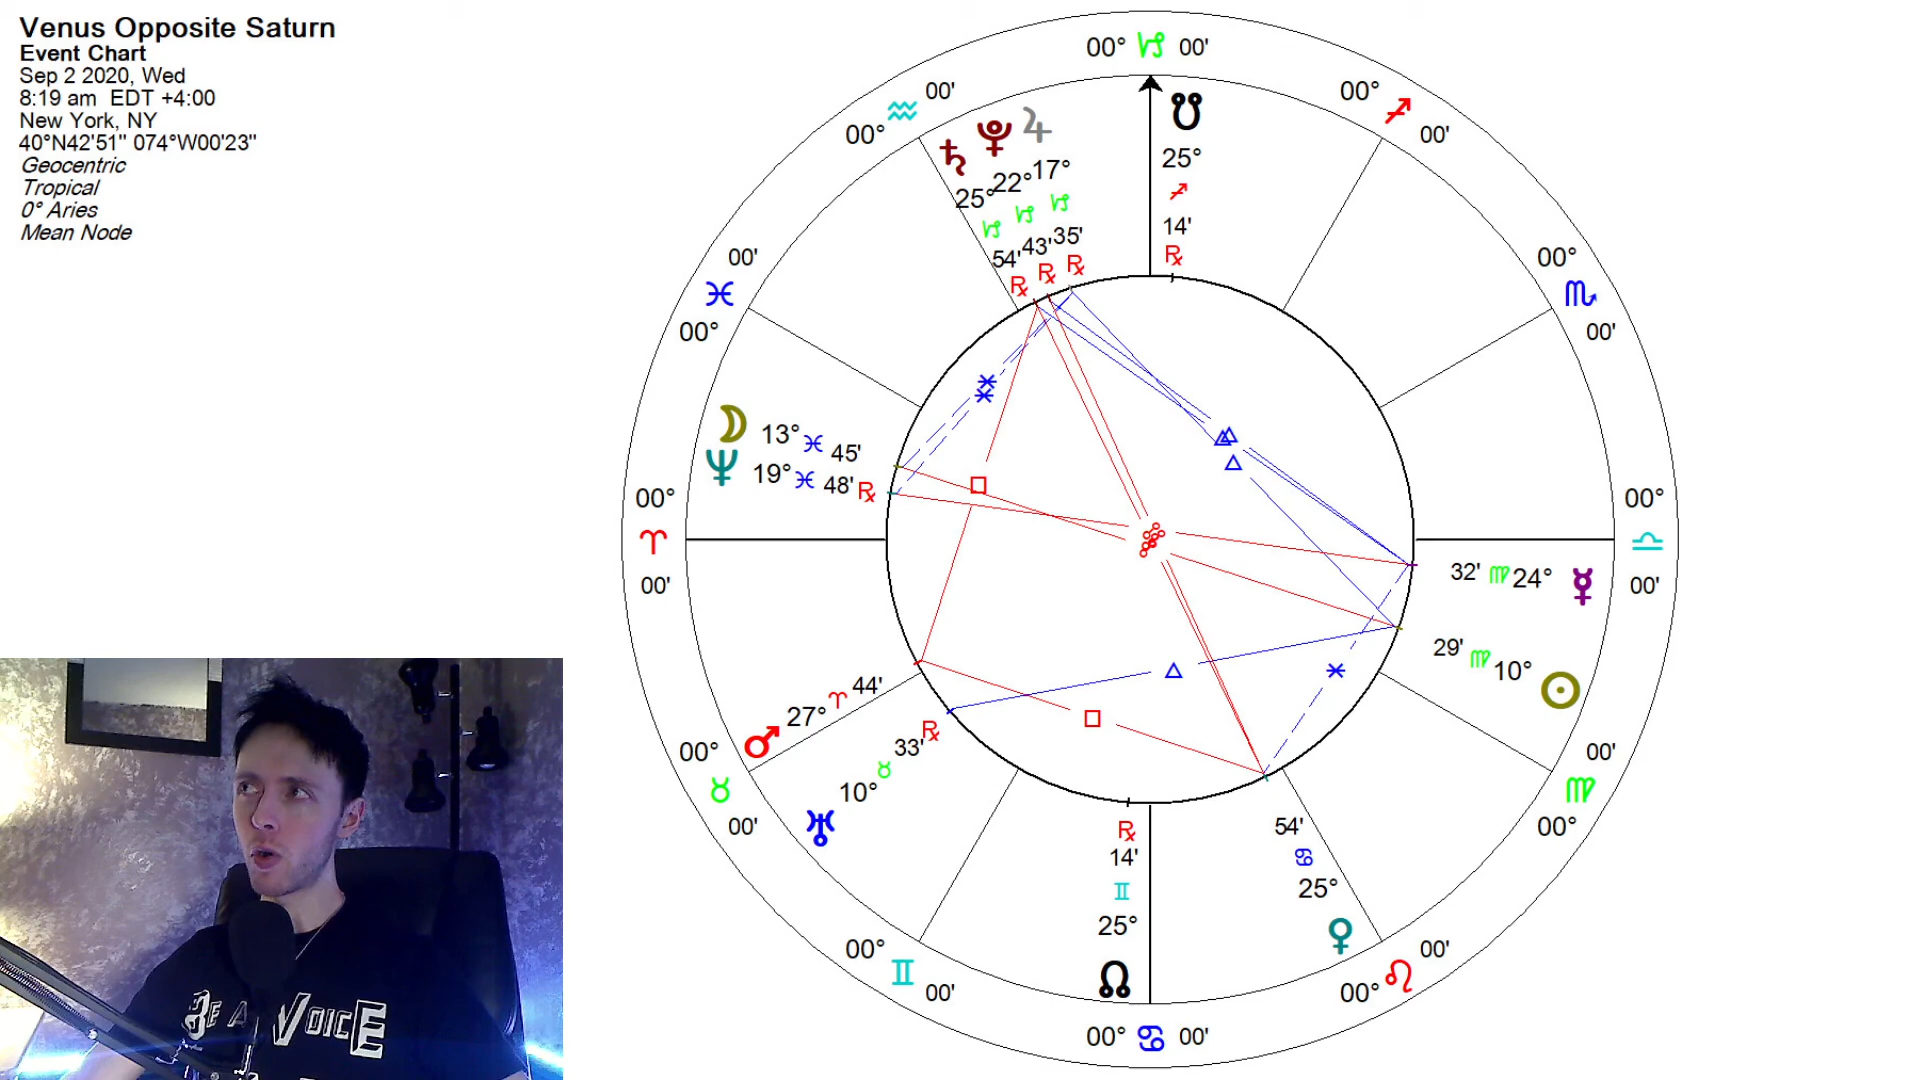 Venus Opposite Saturn
Event Chart
Sep 2 2020, Wed
8:19 am EDT +4:00
New York, NY
40°N42'51" 074°W00'23"
Geocentric
Tropical
0° Aries
Mean Node
00° ♑ 00'
00° ♐ 00'
00° ♏ 00'
00° ♎ 00'
00' ♍ 00°
00° ♌ 00'
00° ♋ 00'
00° ♊ 00'
00° ♉ 00'
00° ♈ 00'
00' ♓ 00°
00° ♒ 00'
♄ 25° ♑ 54' ℞
♇ 22° ♑ 43' ℞
♃ 17° ♑ 35' ℞
☋ 25° ♐ 14' ℞
☽ 13° ♓ 45'
♆ 19° ♓ 48' ℞
32' ♍ 24° ☿
29' ♍ 10° ☉
♂ 27° ♈ 44'
♅ 10° ♉ 33' ℞
℞ 14' ♊ 25° ☊
54' ♋ 25° ♀
BE A VOICE